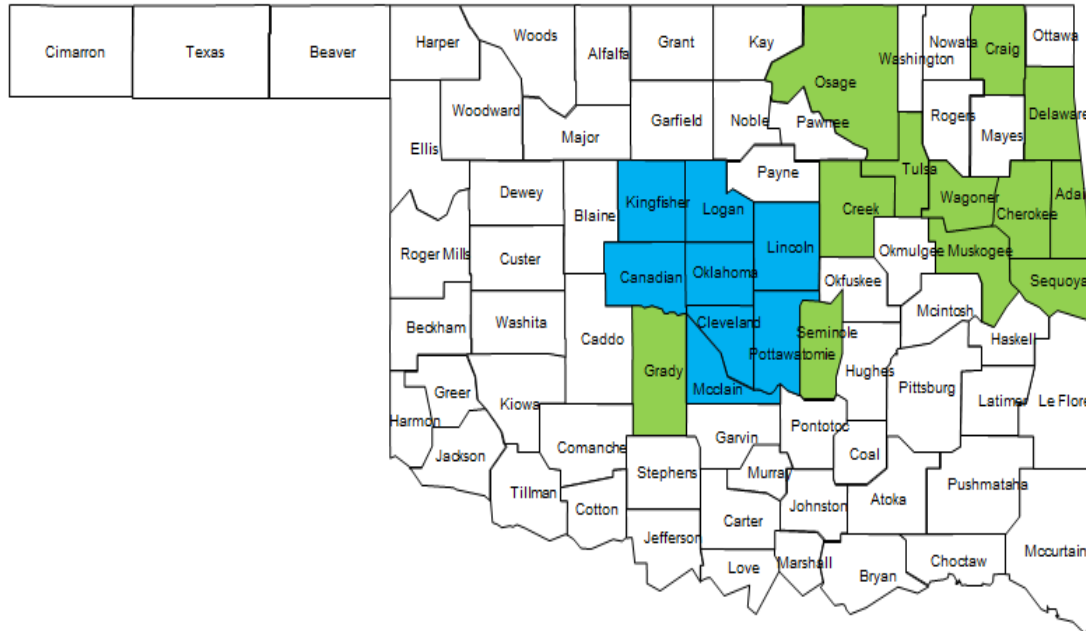 Cimarron
Texas
Beaver
Harper
Woods
Alfalfa
Grant
Kay
Osage
Washington
Nowata
Craig
Ottawa
Woodward
Ellis
Major
Garfield
Noble
Pawnee
Rogers
Mayes
Delaware
Dewey
Blaine
Kingfisher
Logan
Payne
Creek
Tulsa
Wagoner
Cherokee
Adai
Roger Mills
Custer
Canadian
Oklahoma
Lincoln
Okmulgee
Muskogee
Okfuskee
Sequoya
Beckham
Washita
Caddo
Grady
Cleveland
Mcclain
Pottawatomie
Seminole
Hughes
Mcintosh
Haskell
Pittsburg
Latimer
Le Flore
Harmon
Greer
Kiowa
Jackson
Comanche
Tillman
Cotton
Stephens
Garvin
Murray
Pontotoc
Coal
Atoka
Pushmataha
Jefferson
Carter
Johnston
Love
Marshall
Bryan
Choctaw
Mccurtain